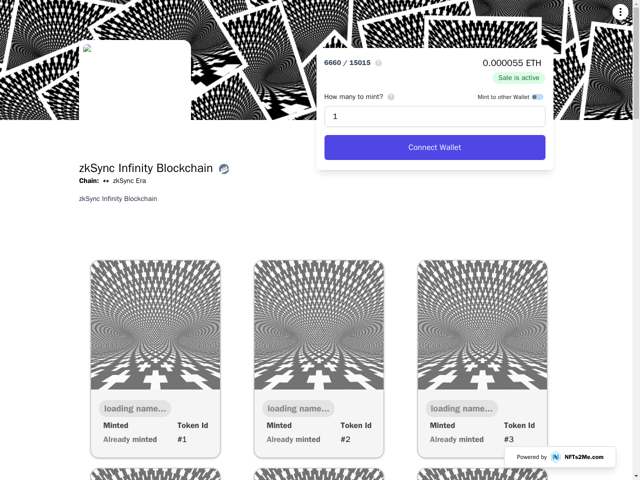 6660 / 15015
0.000055 ETH
Sale is active
How many to mint?
Mint to other Wallet
1
Connect Wallet
zkSync Infinity Blockchain
Chain: zkSync Era
zkSync Infinity Blockchain
loading name...
Minted Token Id
Already minted #1
loading name...
Minted Token Id
Already minted #2
loading name...
Minted Token Id
Already minted #3
Powered by NFTs2Me.com